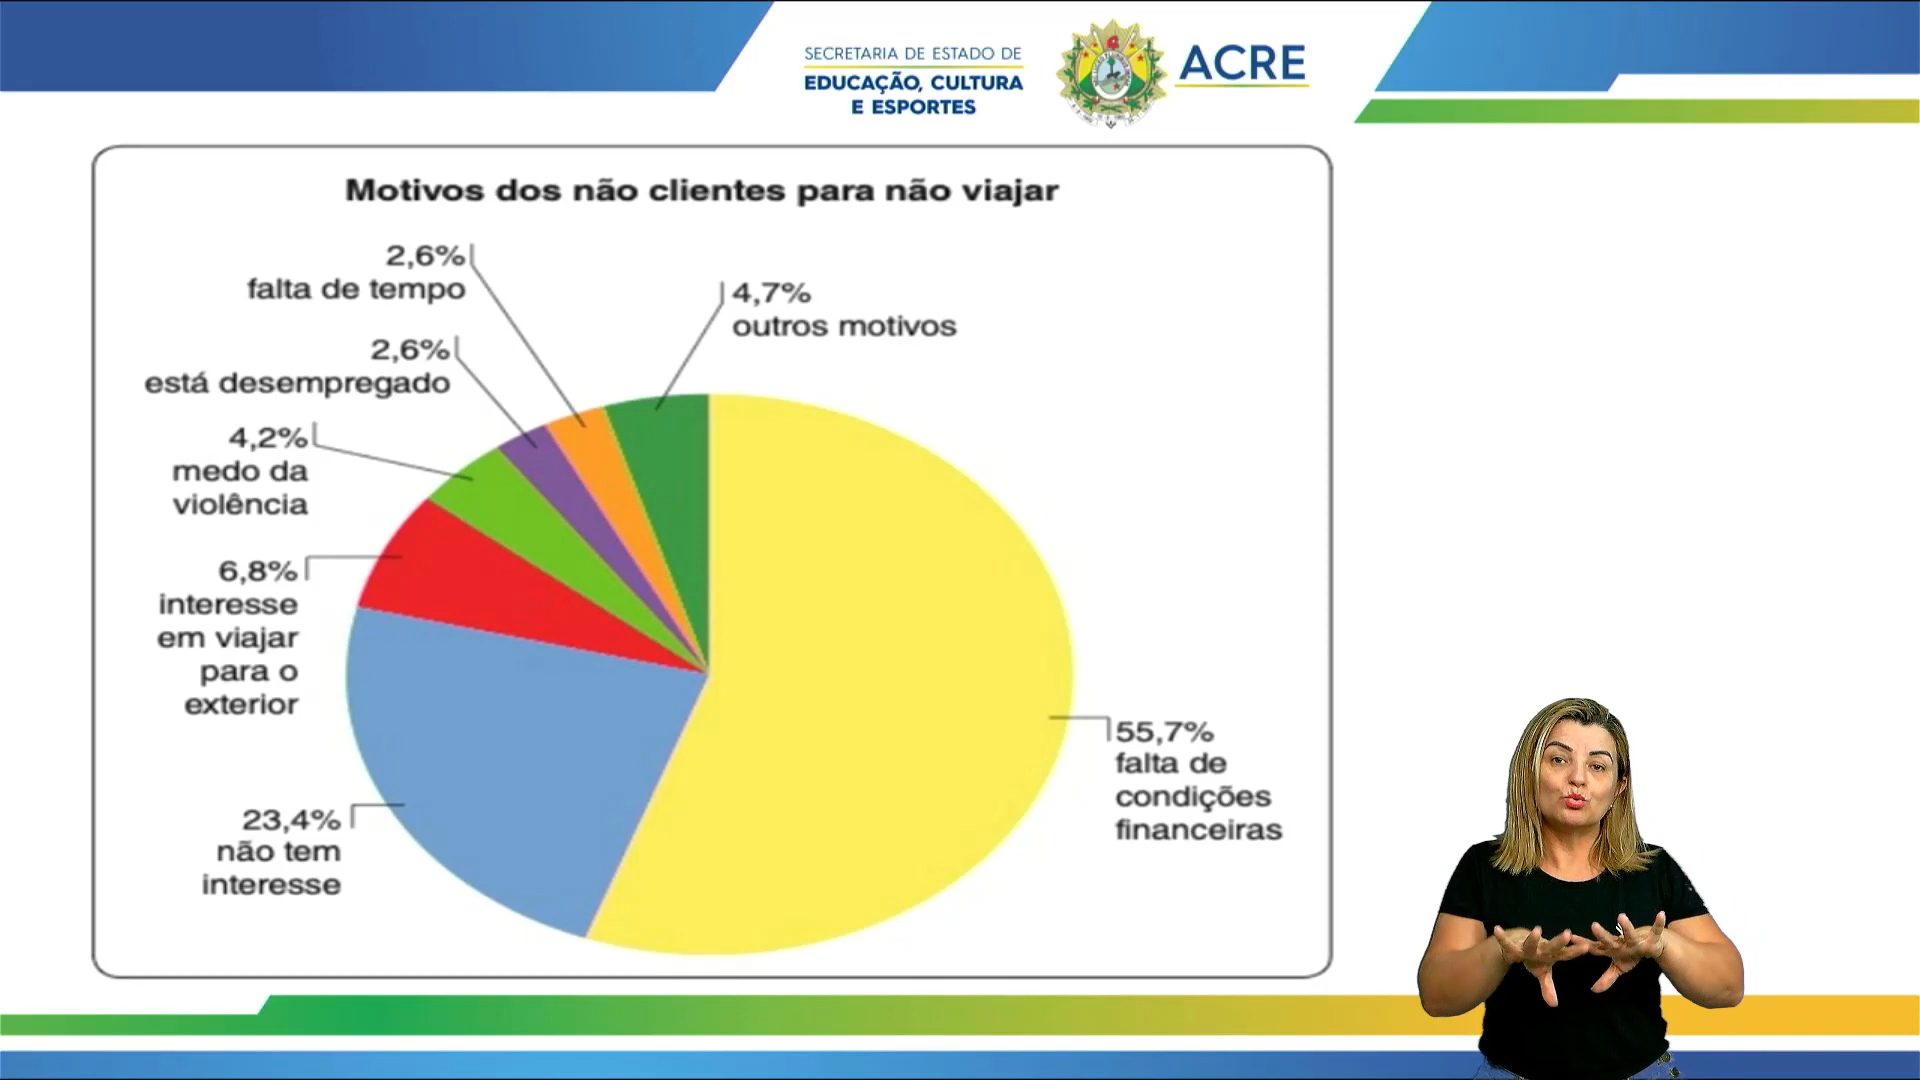 SECRETARIA DE ESTADO DE
EDUCAÇÃO, CULTURA
E ESPORTES
ACRE
Motivos dos não clientes para não viajar
2,6%
falta de tempo
4,7%
outros motivos
2,6%
está desempregado
4,2%
medo da
violência
6,8%
interesse
em viajar
para o
exterior
55,7%
falta de
condições
financeiras
23,4%
não tem
interesse